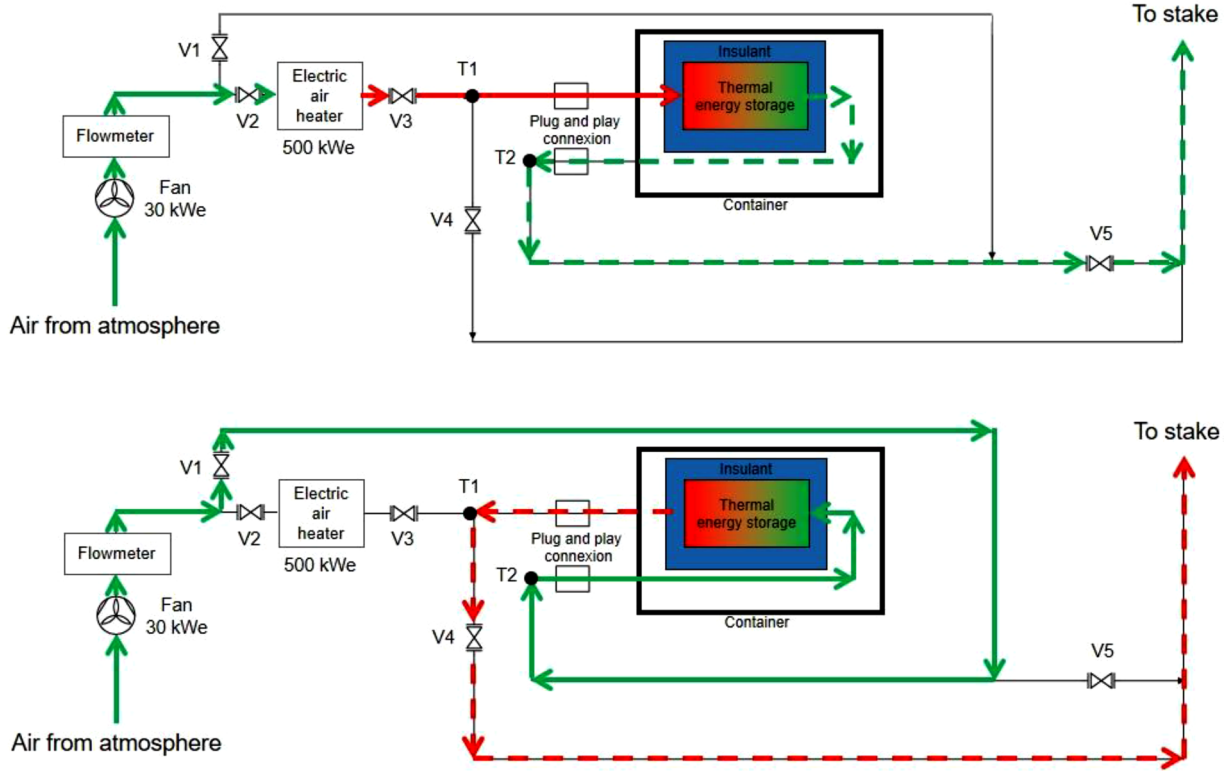 To stake
V1
Insulant
Electric
air
heater
T1
Thermal
energy storage
Flowmeter
V2
500 kWe
V3
Plug and play
connexion
T2
Fan
30 kWe
V4
Container
V5
Air from atmosphere
To stake
V1
Insulant
Electric
air
heater
T1
Thermal
energy storage
Flowmeter
V2
500 kWe
V3
Plug and play
connexion
T2
Fan
30 kWe
V4
Container
V5
Air from atmosphere